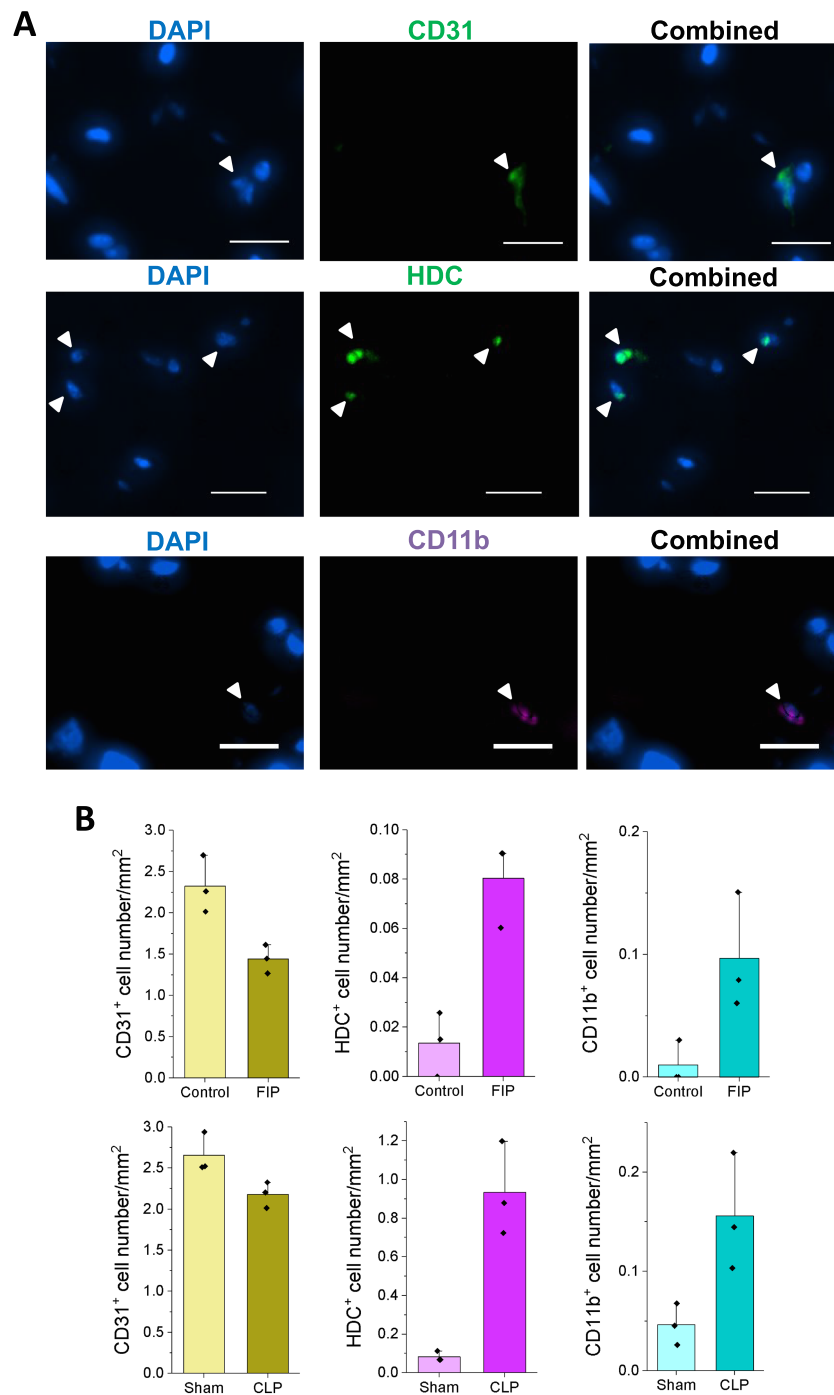 A
DAPI CD31 Combined
DAPI HDC Combined
DAPI CD11b Combined
B
CD31⁺ cell number/mm²
3.0
2.5
2.0
1.5
1.0
0.5
0.0
Control FIP
HDC⁺ cell number/mm²
0.10
0.08
0.06
0.04
0.02
0.00
Control FIP
CD11b⁺ cell number/mm²
0.2
0.1
0.0
Control FIP
CD31⁺ cell number/mm²
3.0
2.5
2.0
1.5
1.0
0.5
0.0
Sham CLP
HDC⁺ cell number/mm²
1.2
1.0
0.8
0.6
0.4
0.2
0.0
Sham CLP
CD11b⁺ cell number/mm²
0.2
0.1
0.0
Sham CLP